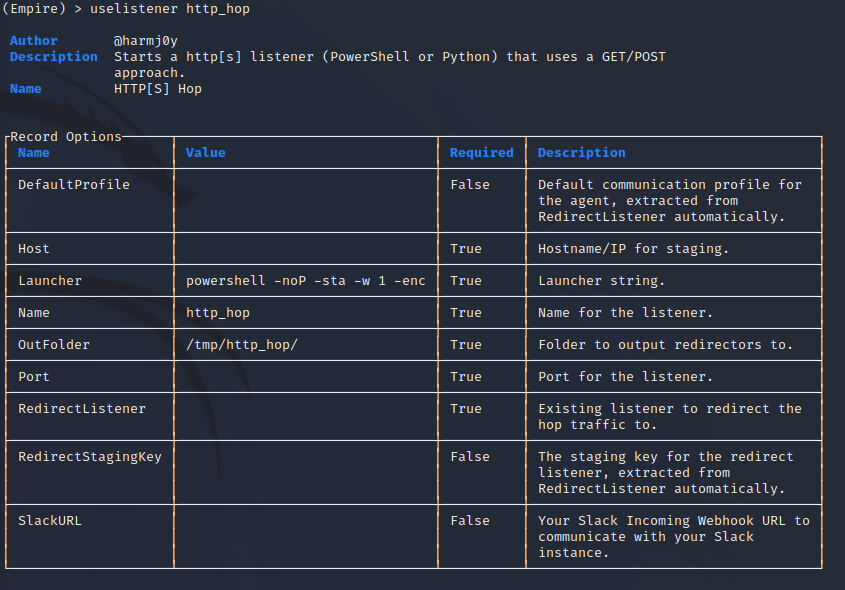 (Empire) > uselistener http_hop
Author @harmj0y
Description Starts a http[s] listener (PowerShell or Python) that uses a GET/POST
approach.
Name HTTP[S] Hop
Record Options
Name Value Required Description
DefaultProfile False Default communication profile for
the agent, extracted from
RedirectListener automatically.
Host True Hostname/IP for staging.
Launcher powershell -noP -sta -w 1 -enc True Launcher string.
Name http_hop True Name for the listener.
OutFolder /tmp/http_hop/ True Folder to output redirectors to.
Port True Port for the listener.
RedirectListener True Existing listener to redirect the
hop traffic to.
RedirectStagingKey False The staging key for the redirect
listener, extracted from
RedirectListener automatically.
SlackURL False Your Slack Incoming Webhook URL to
communicate with your Slack
instance.